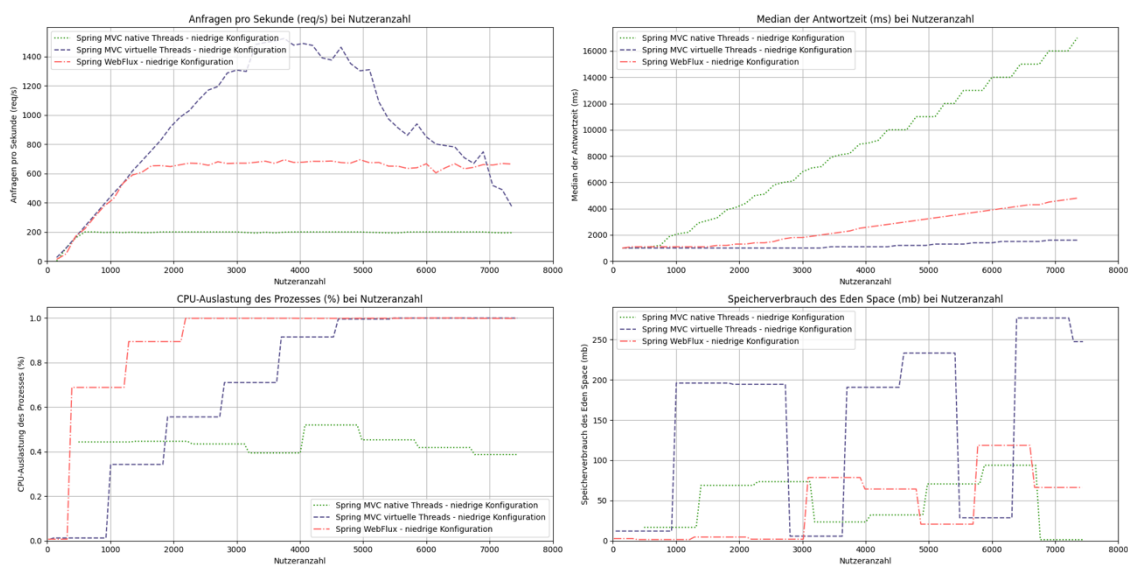 Anfragen pro Sekunde (req/s) bei Nutzeranzahl
Spring MVC native Threads - niedrige Konfiguration
Spring MVC virtuelle Threads - niedrige Konfiguration
Spring WebFlux - niedrige Konfiguration
Anfragen pro Sekunde (req/s)
1400
1200
1000
800
600
400
200
0
0 1000 2000 3000 4000 5000 6000 7000 8000
Nutzeranzahl
Median der Antwortzeit (ms) bei Nutzeranzahl
Spring MVC native Threads - niedrige Konfiguration
Spring MVC virtuelle Threads - niedrige Konfiguration
Spring WebFlux - niedrige Konfiguration
Median der Antwortzeit (ms)
16000
14000
12000
10000
8000
6000
4000
2000
0
0 1000 2000 3000 4000 5000 6000 7000 8000
Nutzeranzahl
CPU-Auslastung des Prozesses (%) bei Nutzeranzahl
CPU-Auslastung des Prozesses (%)
1.0
0.8
0.6
0.4
0.2
0.0
Spring MVC native Threads - niedrige Konfiguration
Spring MVC virtuelle Threads - niedrige Konfiguration
Spring WebFlux - niedrige Konfiguration
0 1000 2000 3000 4000 5000 6000 7000 8000
Nutzeranzahl
Speicherverbrauch des Eden Space (mb) bei Nutzeranzahl
Spring MVC native Threads - niedrige Konfiguration
Spring MVC virtuelle Threads - niedrige Konfiguration
Spring WebFlux - niedrige Konfiguration
Speicherverbrauch des Eden Space (mb)
250
200
150
100
50
0
0 1000 2000 3000 4000 5000 6000 7000 8000
Nutzeranzahl